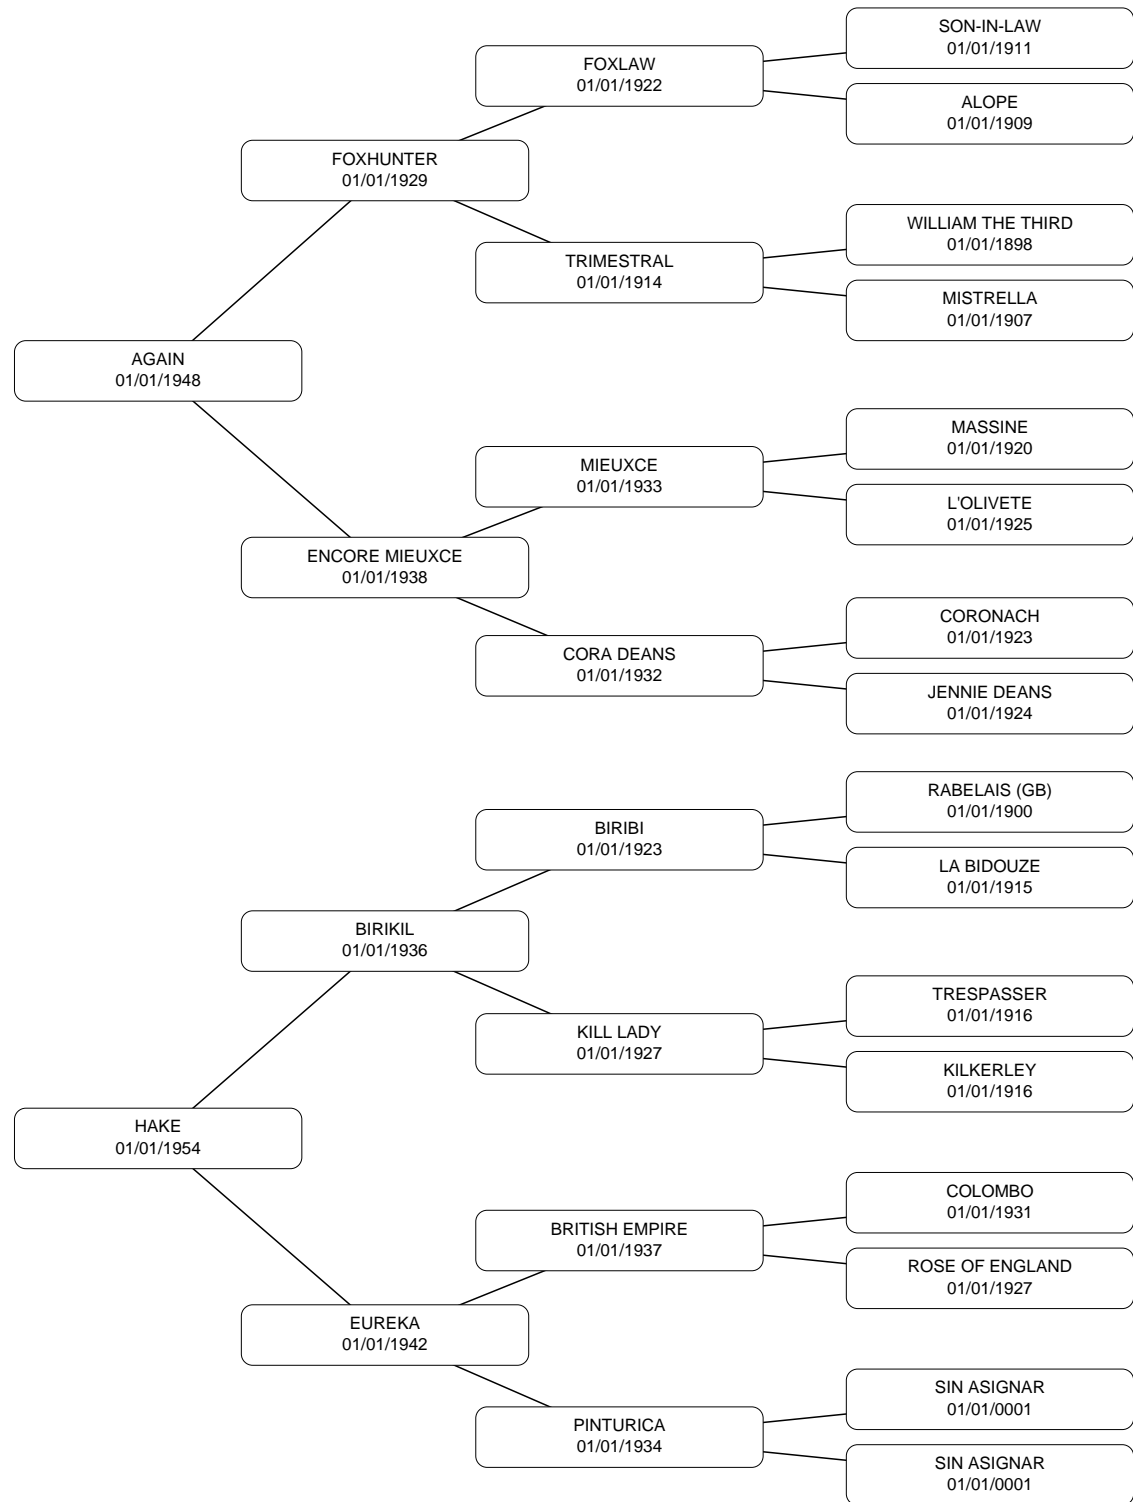 SON-IN-LAW
01/01/1911
FOXLAW
01/01/1922
ALOPE
01/01/1909
FOXHUNTER
01/01/1929
WILLIAM THE THIRD
01/01/1898
TRIMESTRAL
01/01/1914
MISTRELLA
01/01/1907
AGAIN
01/01/1948
MASSINE
01/01/1920
MIEUXCE
01/01/1933
L'OLIVETE
01/01/1925
ENCORE MIEUXCE
01/01/1938
CORONACH
01/01/1923
CORA DEANS
01/01/1932
JENNIE DEANS
01/01/1924
RABELAIS (GB)
01/01/1900
BIRIBI
01/01/1923
LA BIDOUZE
01/01/1915
BIRIKIL
01/01/1936
TRESPASSER
01/01/1916
KILL LADY
01/01/1927
KILKERLEY
01/01/1916
HAKE
01/01/1954
COLOMBO
01/01/1931
BRITISH EMPIRE
01/01/1937
ROSE OF ENGLAND
01/01/1927
EUREKA
01/01/1942
SIN ASIGNAR
01/01/0001
PINTURICA
01/01/1934
SIN ASIGNAR
01/01/0001